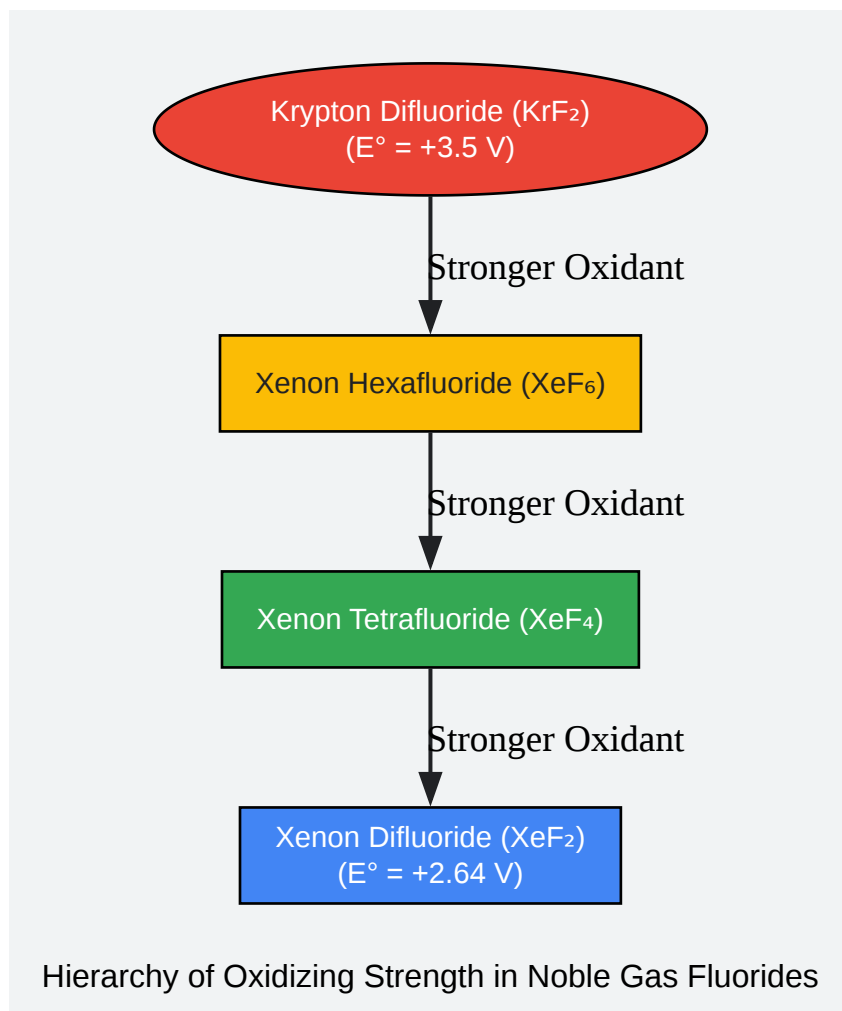 Krypton Difluoride (KrF₂)
(E° = +3.5 V)
Stronger Oxidant
Xenon Hexafluoride (XeF₆)
Stronger Oxidant
Xenon Tetrafluoride (XeF₄)
Stronger Oxidant
Xenon Difluoride (XeF₂)
(E° = +2.64 V)
Hierarchy of Oxidizing Strength in Noble Gas Fluorides